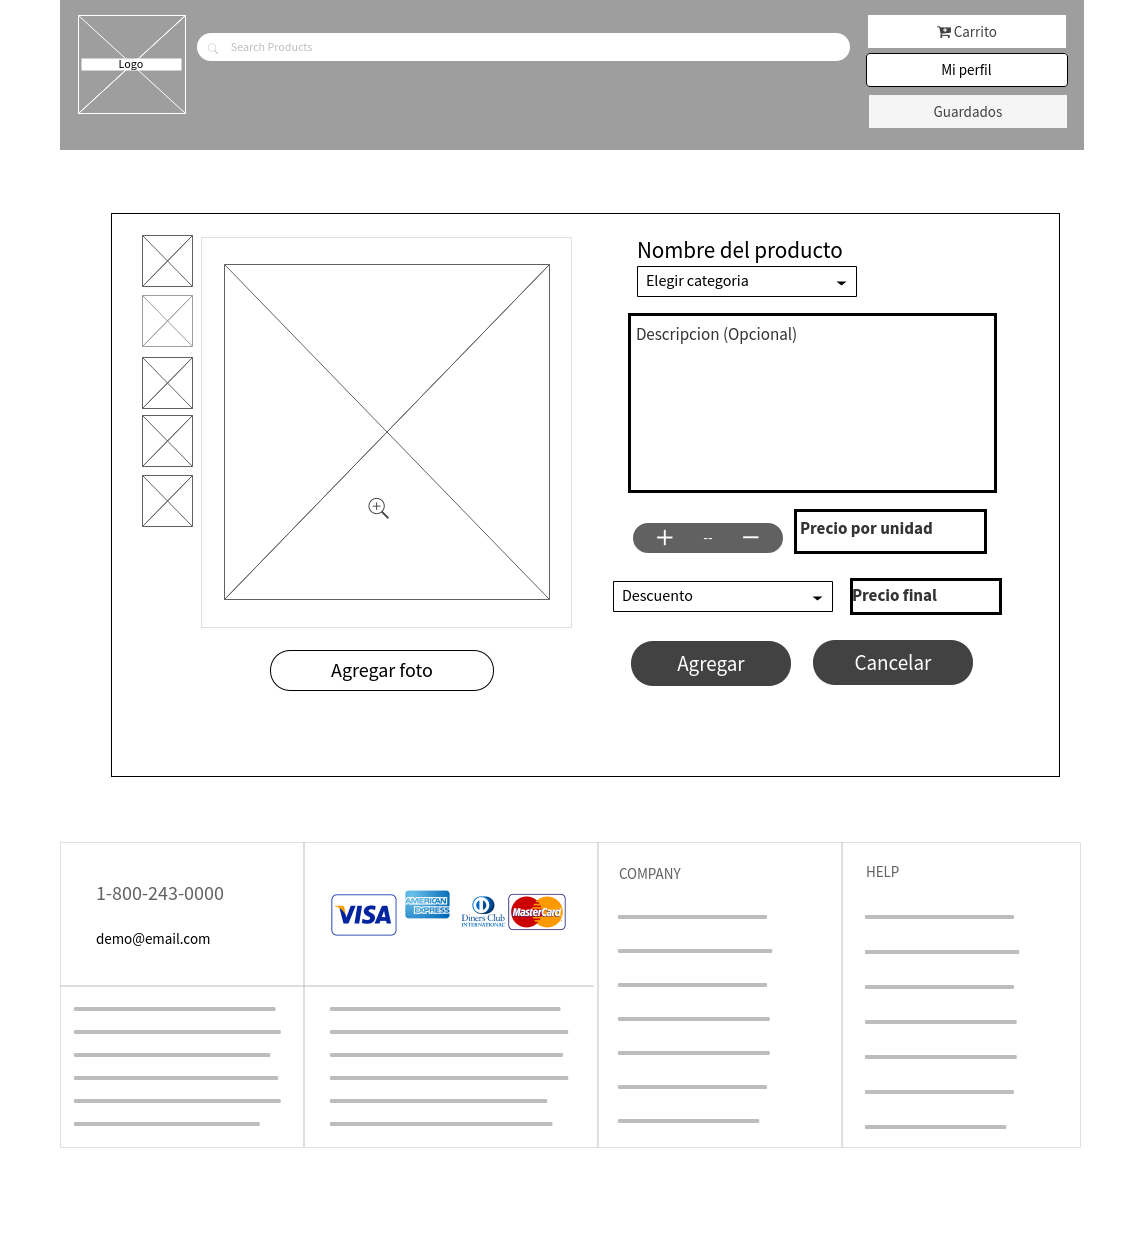 Logo
Search Products
Carrito
Mi perfil
Guardados
Nombre del producto
Elegir categoria
Descripcion (Opcional)
--
Precio por unidad
Descuento
Precio final
Agregar foto
Agregar
Cancelar
1-800-243-0000
demo@email.com
VISA
AMERICAN
EXPRESS
Diners Club
INTERNATIONAL
MasterCard
COMPANY
HELP